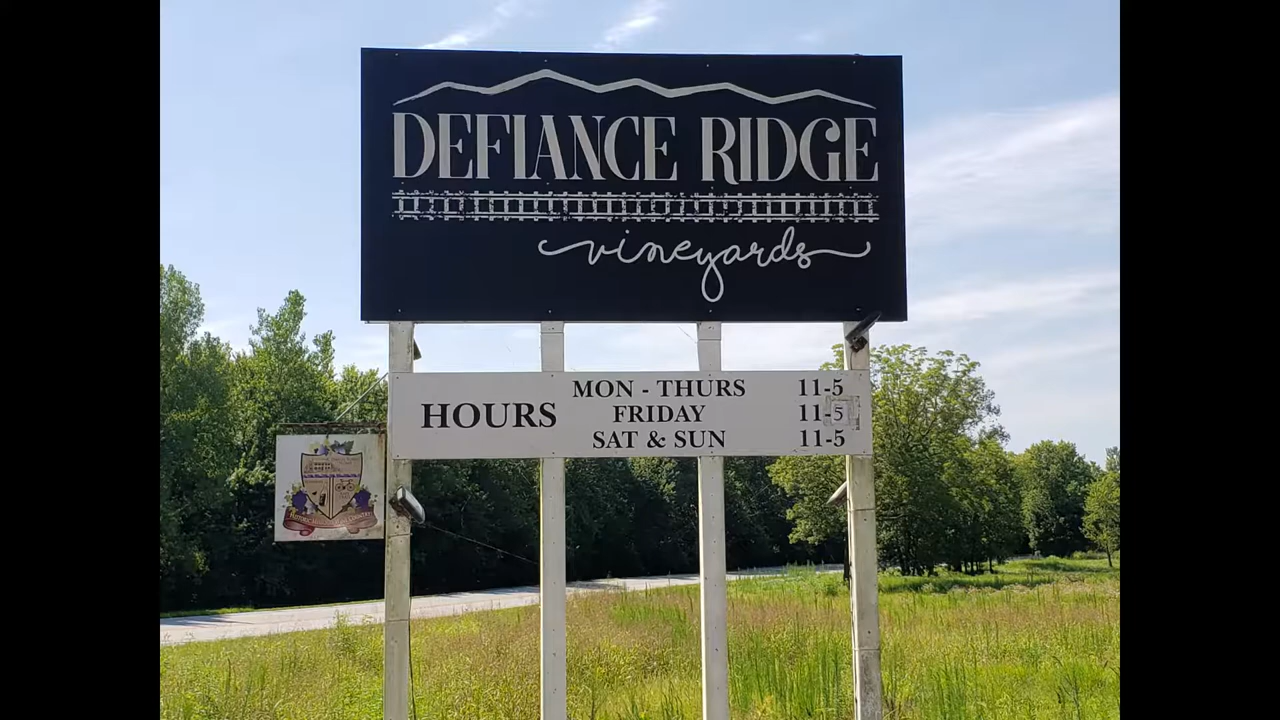 DEFIANCE RIDGE
vineyards
HOURS
MON - THURS 11-5
FRIDAY 11-5
SAT & SUN 11-5